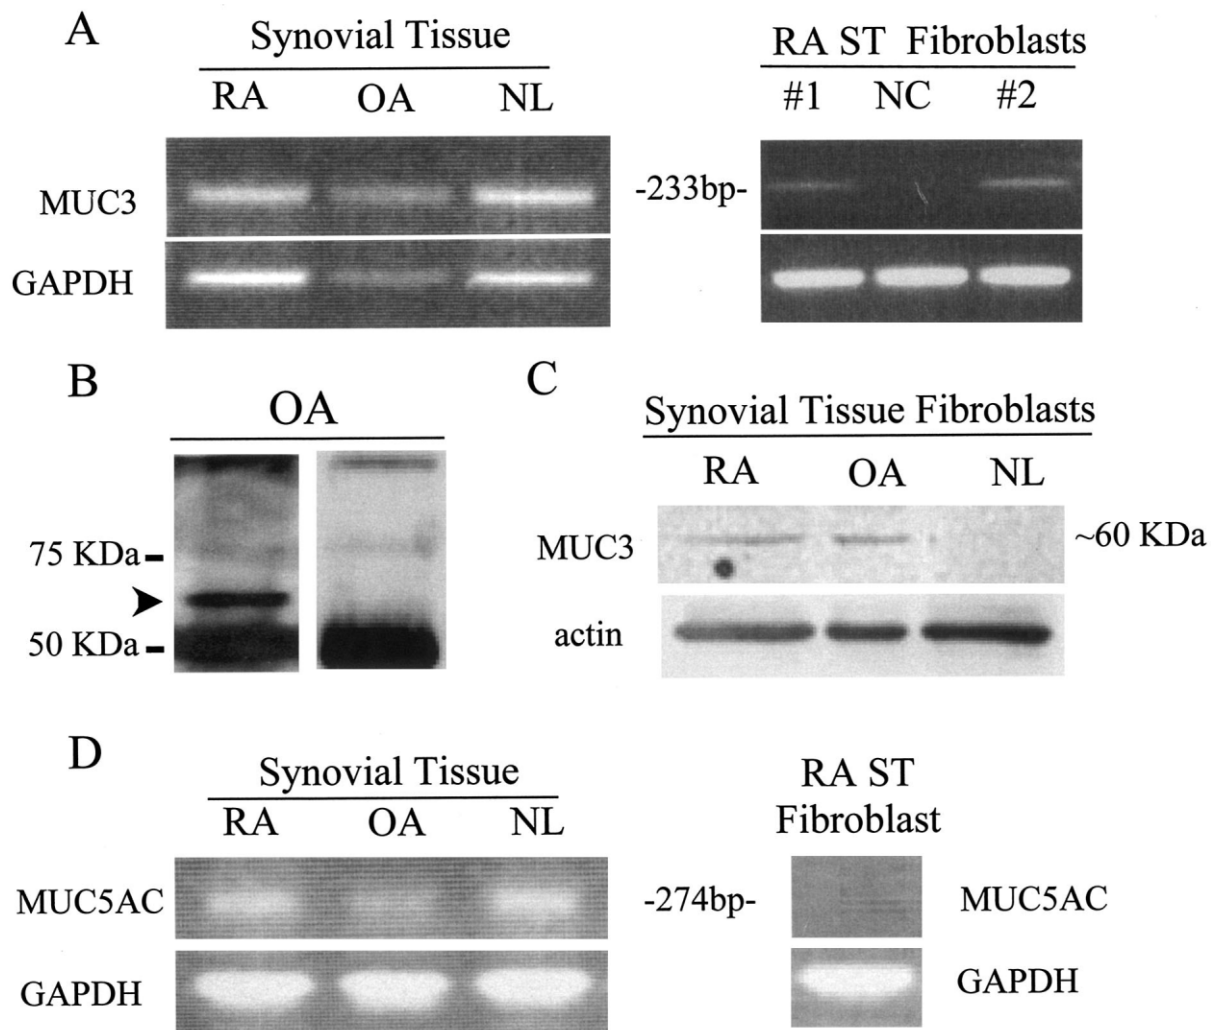 A
Synovial Tissue
RA OA NL
MUC3
GAPDH
RA ST Fibroblasts
#1 NC #2
-233bp-
B
OA
75 KDa
50 KDa
C
Synovial Tissue Fibroblasts
RA OA NL
MUC3
~60 KDa
actin
D
Synovial Tissue
RA OA NL
MUC5AC
GAPDH
-274bp-
RA ST
Fibroblast
MUC5AC
GAPDH